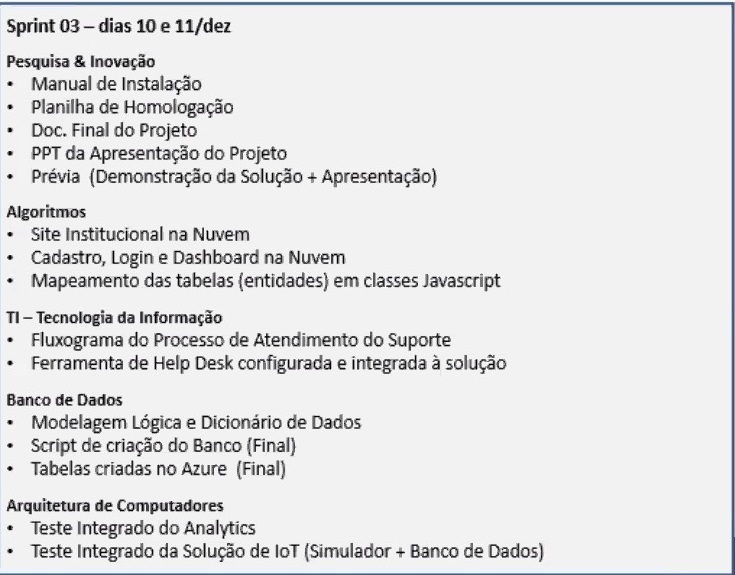 Sprint 03 – dias 10 e 11/dez
Pesquisa & Inovação
• Manual de Instalação
• Planilha de Homologação
• Doc. Final do Projeto
• PPT da Apresentação do Projeto
• Prévia (Demonstração da Solução + Apresentação)
Algoritmos
• Site Institucional na Nuvem
• Cadastro, Login e Dashboard na Nuvem
• Mapeamento das tabelas (entidades) em classes Javascript
TI – Tecnologia da Informação
• Fluxograma do Processo de Atendimento do Suporte
• Ferramenta de Help Desk configurada e integrada à solução
Banco de Dados
• Modelagem Lógica e Dicionário de Dados
• Script de criação do Banco (Final)
• Tabelas criadas no Azure (Final)
Arquitetura de Computadores
• Teste Integrado do Analytics
• Teste Integrado da Solução de IoT (Simulador + Banco de Dados)